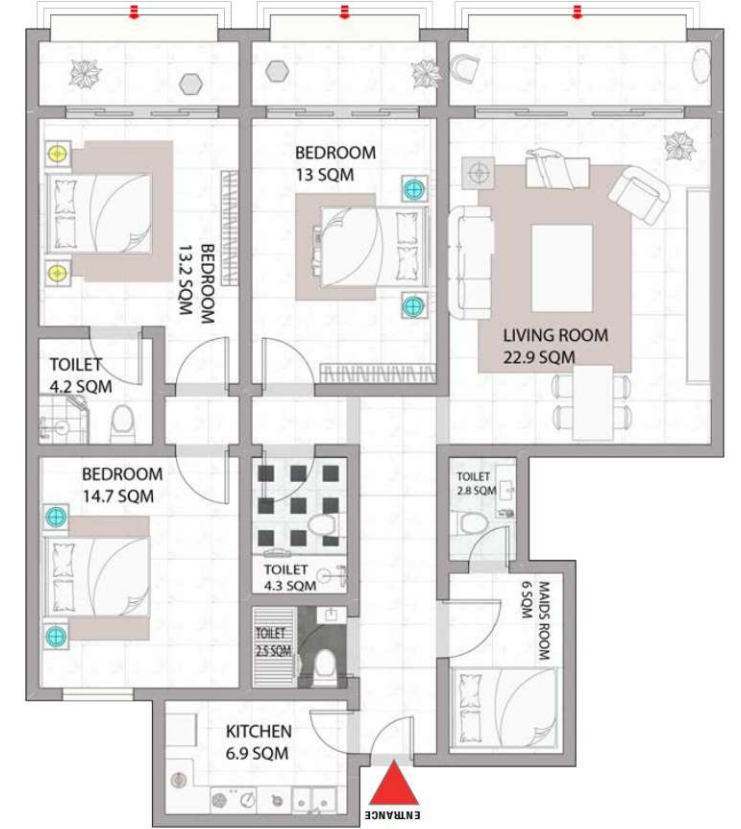 BEDROOM
13 SQM
BEDROOM
13.2 SQM
LIVING ROOM
22.9 SQM
TOILET
4.2 SQM
BEDROOM
14.7 SQM
TOILET
2.8 SQM
TOILET
4.3 SQM
MAIDS ROOM
6 SQM
TOILET
2.5 SQM
KITCHEN
6.9 SQM
ENTRANCE